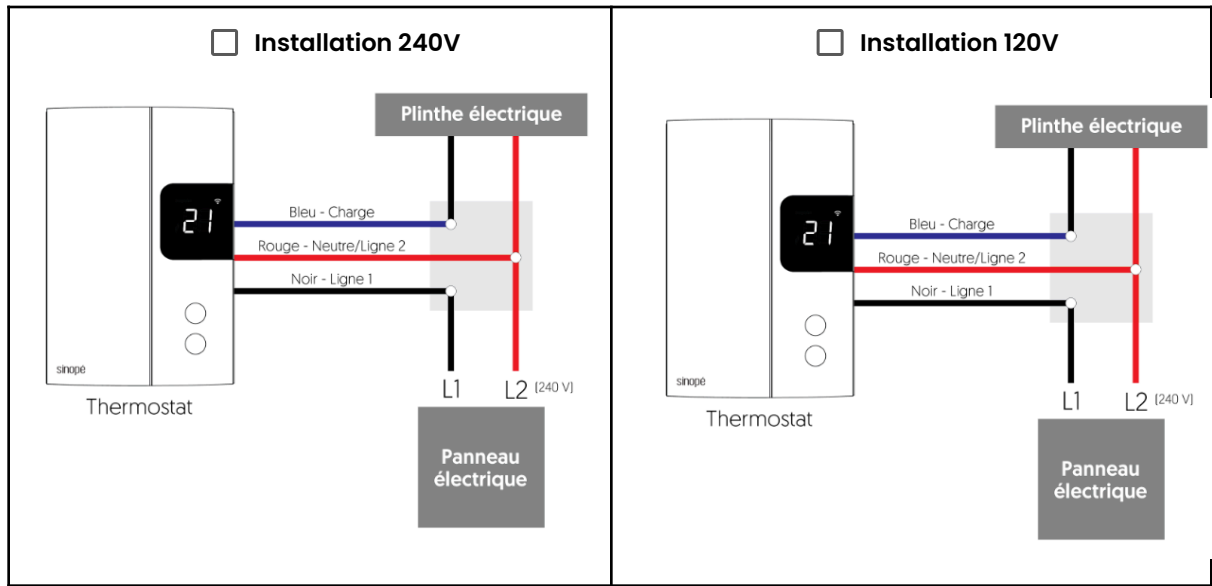 Installation 240V
Plinthe électrique
21
Bleu - Charge
Rouge - Neutre/Ligne 2
Noir - Ligne 1
sinopé
Thermostat
L1
L2 [240 V]
Panneau
électrique
Installation 120V
Plinthe électrique
21
Bleu - Charge
Rouge - Neutre/Ligne 2
Noir - Ligne 1
sinopé
Thermostat
L1
L2 [240 V]
Panneau
électrique